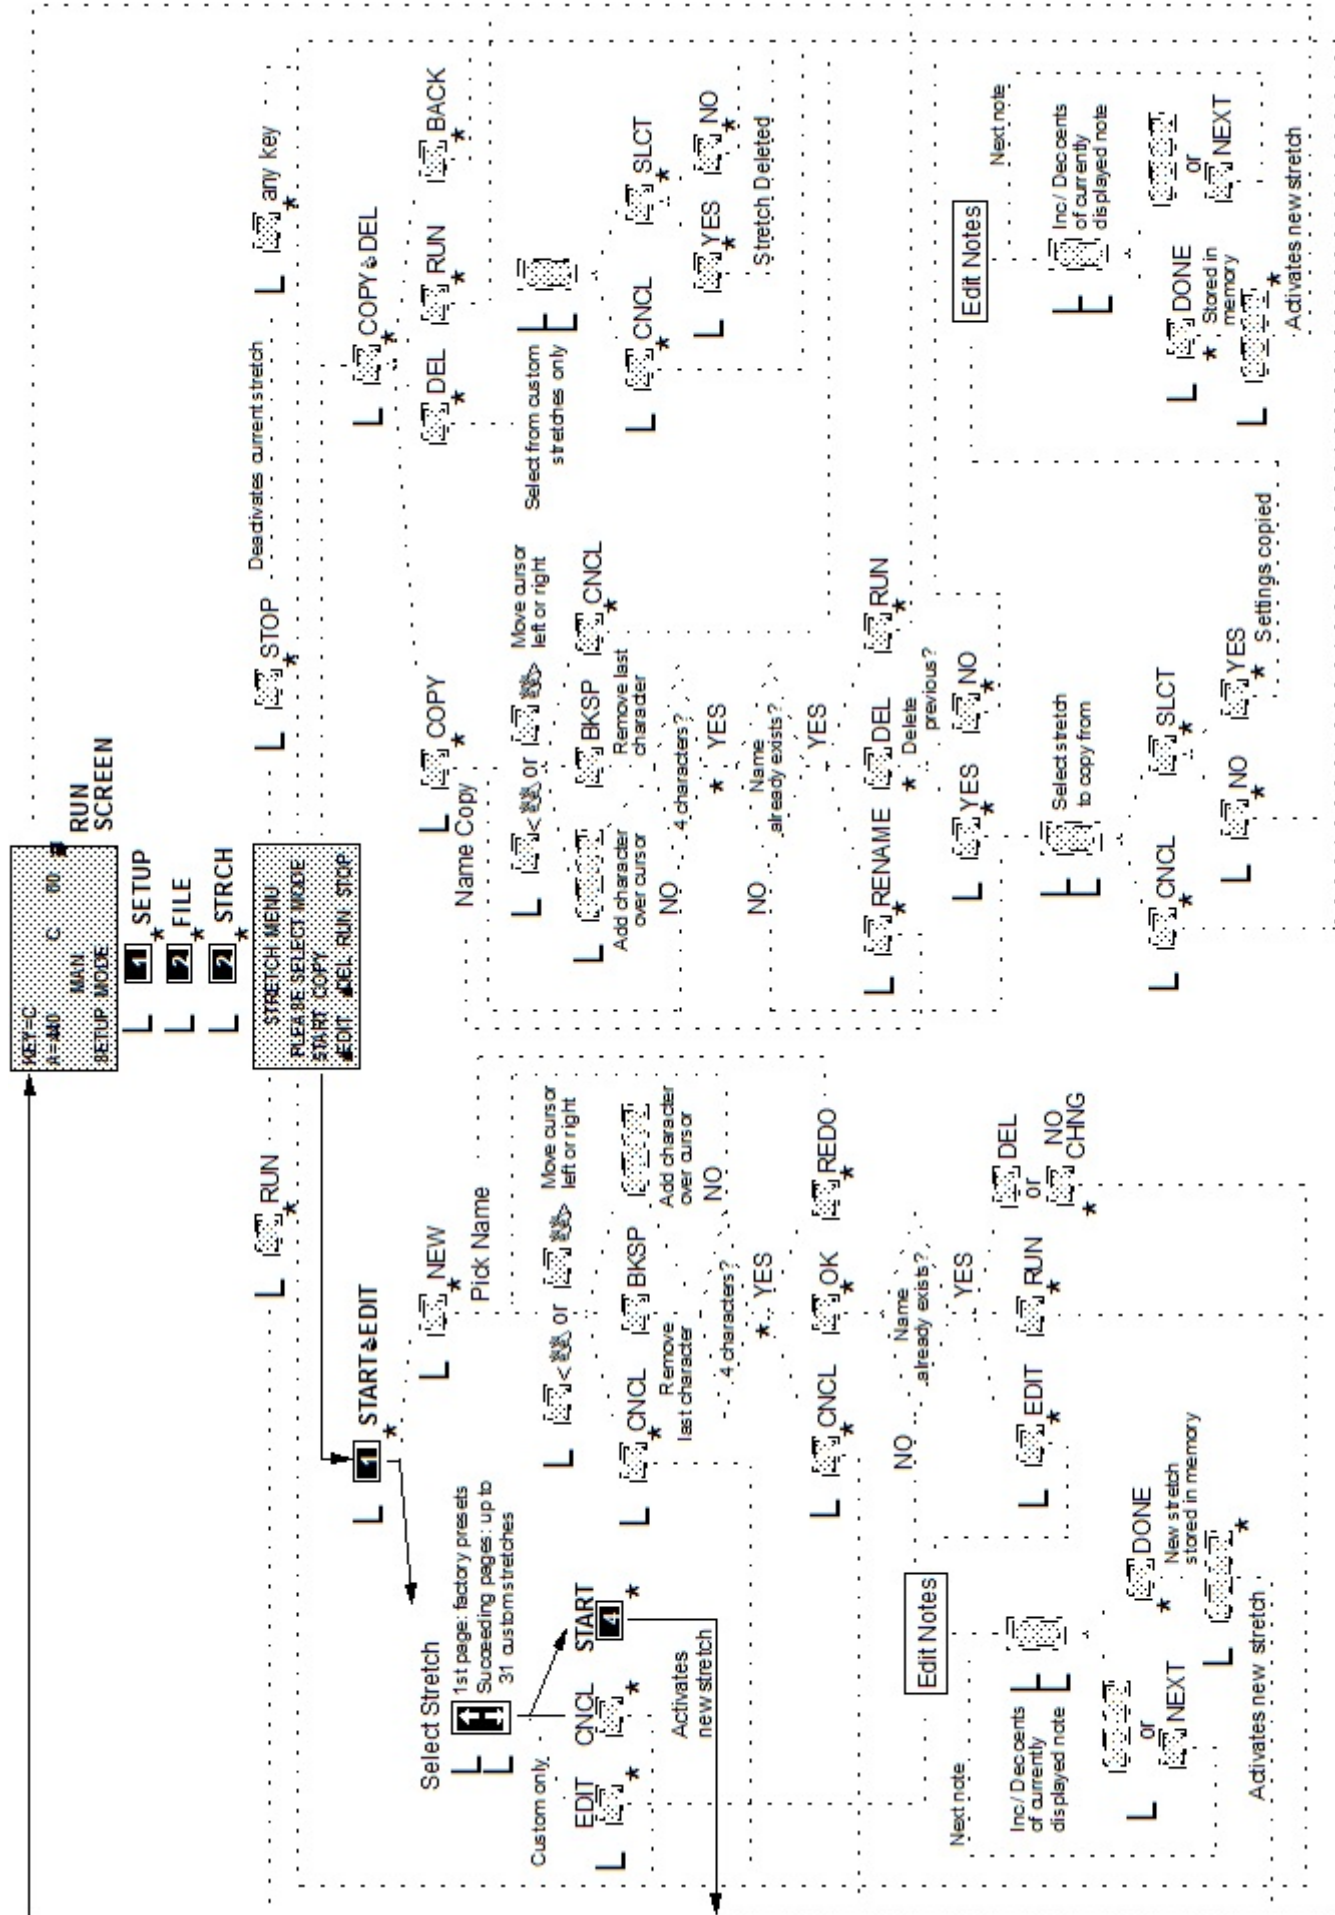 KEY=C
A=440 C 00
MAN
SETUP MODE
RUN
SCREEN
1 SETUP
*
2 FILE
*
2 STRCH
*
STRETCH MENU
PLEASE SELECT MODE
START COPY
&EDIT &DEL RUN STOP
L RUN
*
L STOP
*
Deactivates current stretch
L any key
*
L 1 START&EDIT
*
L COPY&DEL
*
Select Stretch
1st page: factory presets
Succeeding pages: up to
31 custom stretches
Custom only
EDIT
*
CNCL
*
START
4
*
Activates
new stretch
L NEW
*
Pick Name
L < or >
Move cursor
left or right
L CNCL
*
BKSP
Remove
last character
Add character
over cursor
NO
4 characters?
* YES
L CNCL
*
OK
*
REDO
*
Name
already exists?
NO
YES
L EDIT
*
RUN
*
DEL
or
NO
CHNG
*
Edit Notes
Next note
Inc/ Dec cents
of currently
displayed note
L
or
NEXT
DONE
*
New stretch
stored in memory
L
*
Activates new stretch
L COPY
*
DEL
*
RUN
*
BACK
*
Name Copy
L < or >
Move cursor
left or right
L
Add character
over cursor
BKSP
Remove last
character
CNCL
*
NO
4 characters?
* YES
NO
Name
already exists?
YES
L RENAME
*
DEL
*
RUN
*
Delete
previous?
L YES
*
NO
*
Select stretch
to copy from
L CNCL
*
SLCT
*
L NO
*
YES
*
Settings copied
Select from custom
stretches only
L CNCL
*
SLCT
*
L YES
*
NO
*
Stretch Deleted
Edit Notes
Next note
Inc/ Dec cents
of currently
displayed note
L DONE
*
Stored in
memory
or
NEXT
L
*
Activates new stretch